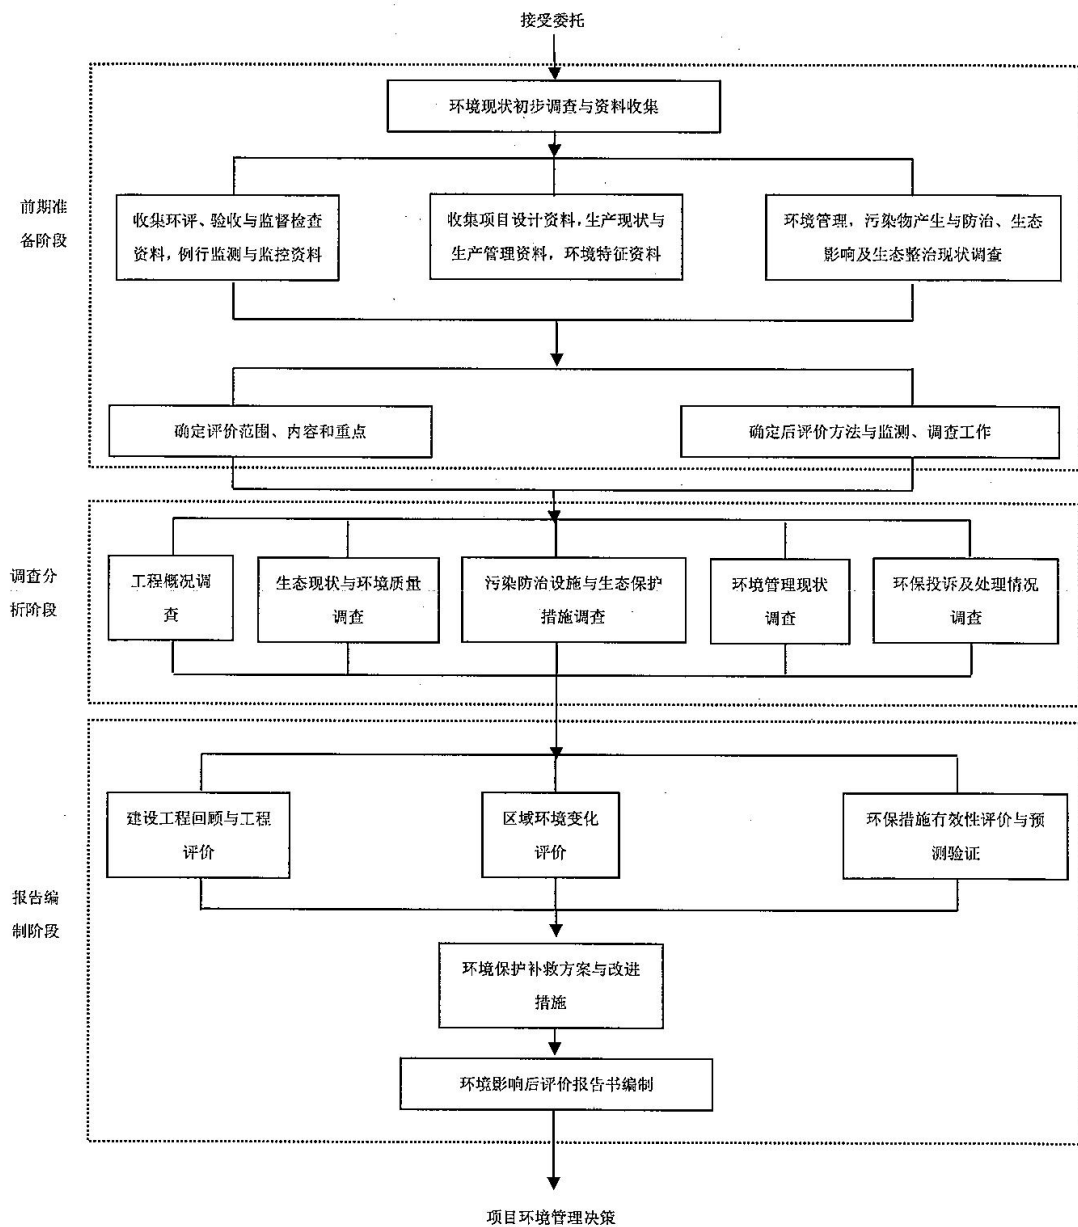 接受委托
环境现状初步调查与资料收集
前期准
备阶段
收集环评、验收与监督检查
资料，例行监测与监控资料
收集项目设计资料，生产现状与
生产管理资料，环境特征资料
环境管理，污染物产生与防治、生态
影响及生态整治现状调查
确定评价范围、内容和重点
确定后评价方法与监测、调查工作
调查分
析阶段
工程概况调
查
生态现状与环境质量
调查
污染防治设施与生态保护
措施调查
环境管理现状
调查
环保投诉及处理情况
调查
报告编
制阶段
建设工程回顾与工程
评价
区域环境变化
评价
环保措施有效性评价与预
测验证
环境保护补救方案与改进
措施
环境影响后评价报告书编制
项目环境管理决策